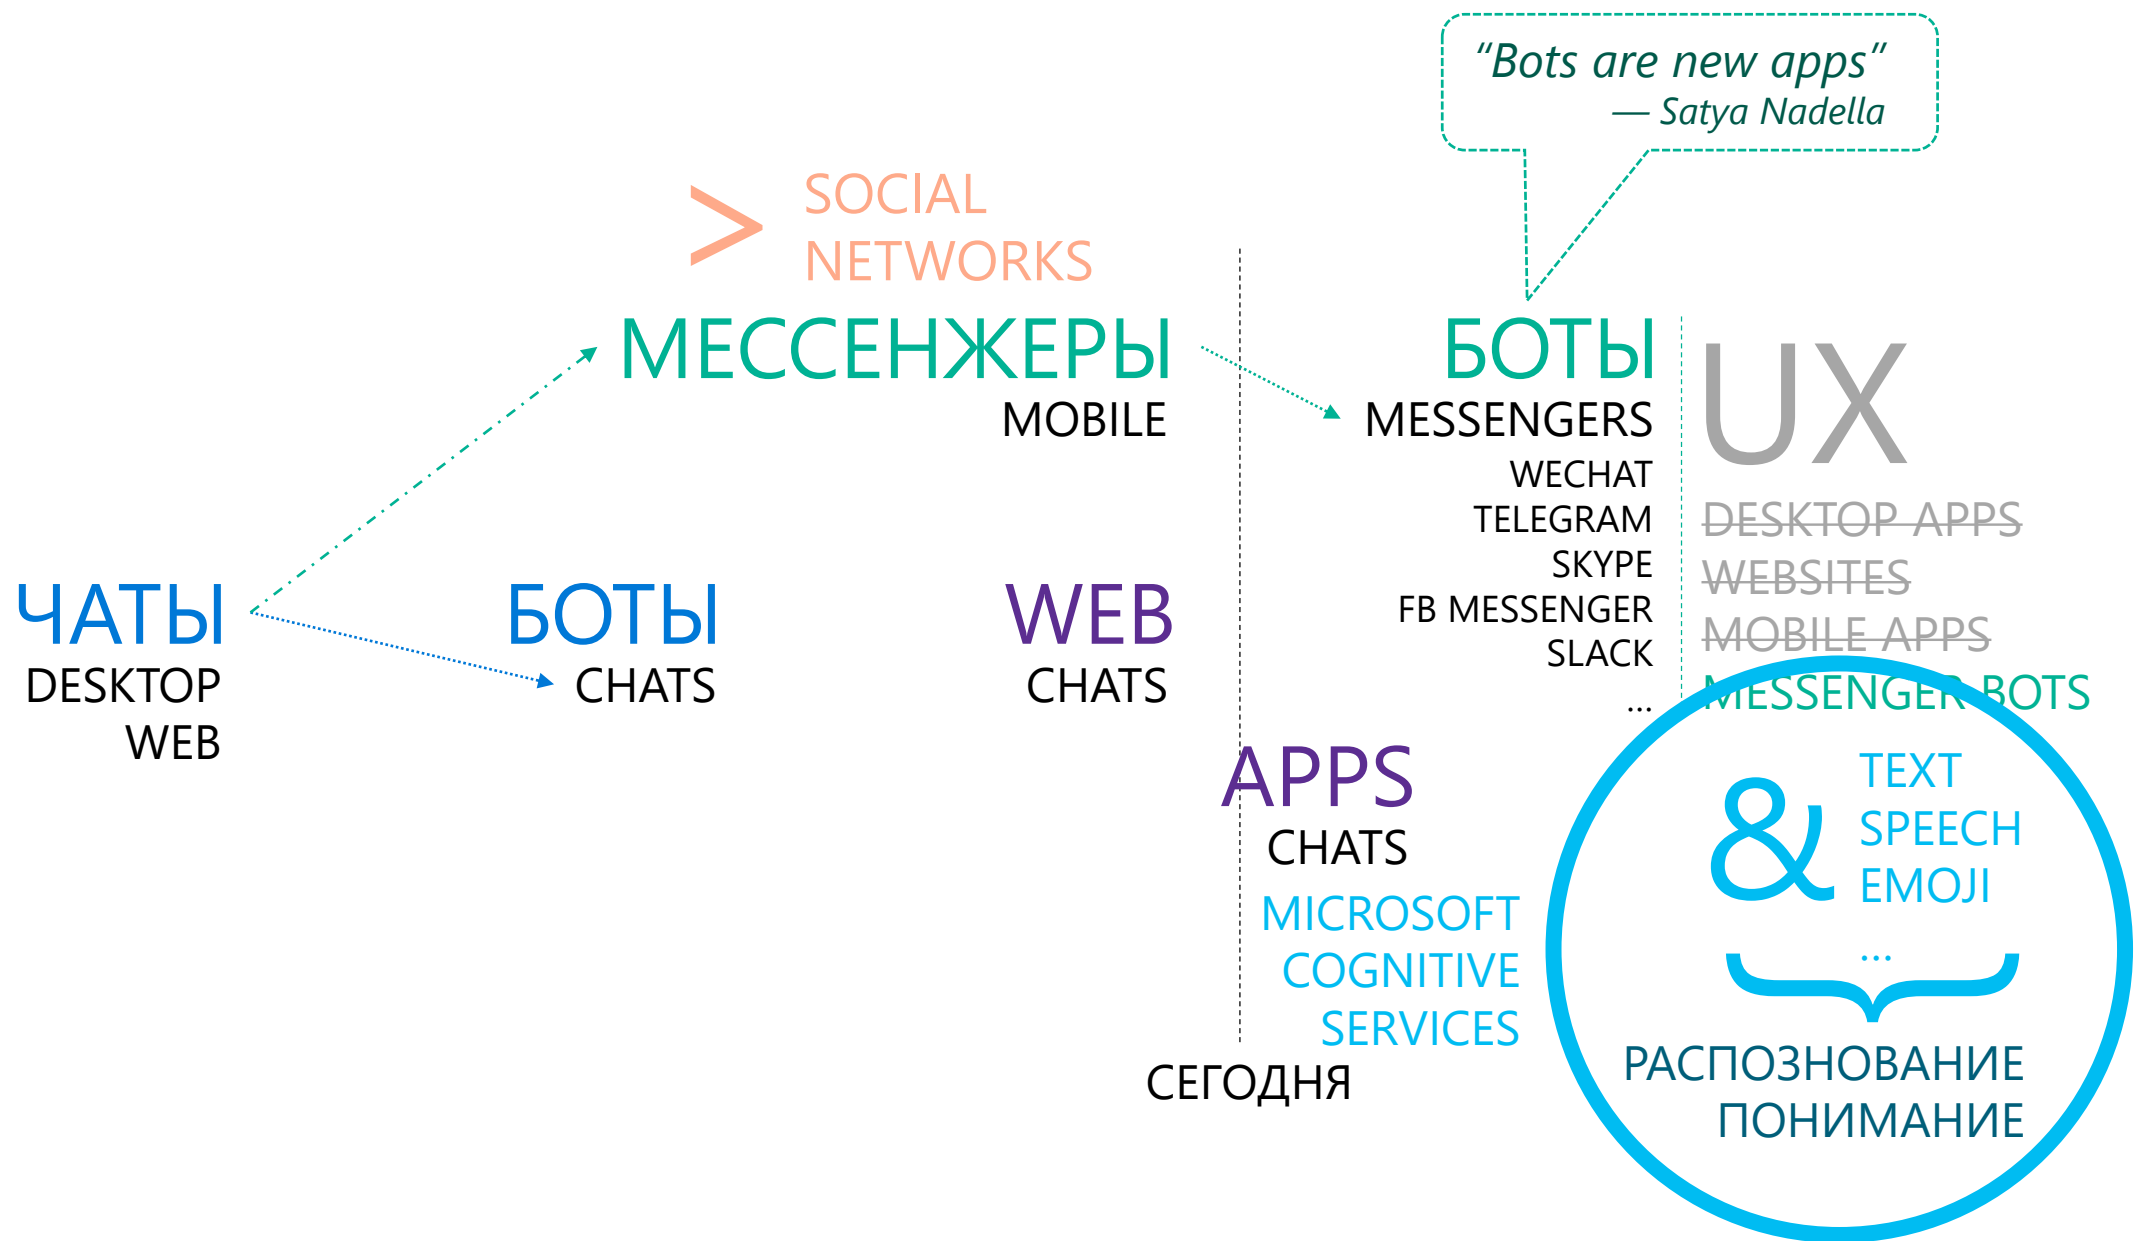 “Bots are new apps”
— Satya Nadella
>
SOCIAL
NETWORKS
МЕССЕНЖЕРЫ
MOBILE
БОТЫ
MESSENGERS
WECHAT
TELEGRAM
SKYPE
FB MESSENGER
SLACK
...
UX
DESKTOP APPS
WEBSITES
MOBILE APPS
MESSENGER BOTS
ЧАТЫ
DESKTOP
WEB
БОТЫ
CHATS
WEB
CHATS
APPS
CHATS
MICROSOFT
COGNITIVE
SERVICES
СЕГОДНЯ
&
TEXT
SPEECH
EMOJI
...
РАСПОЗНОВАНИЕ
ПОНИМАНИЕ